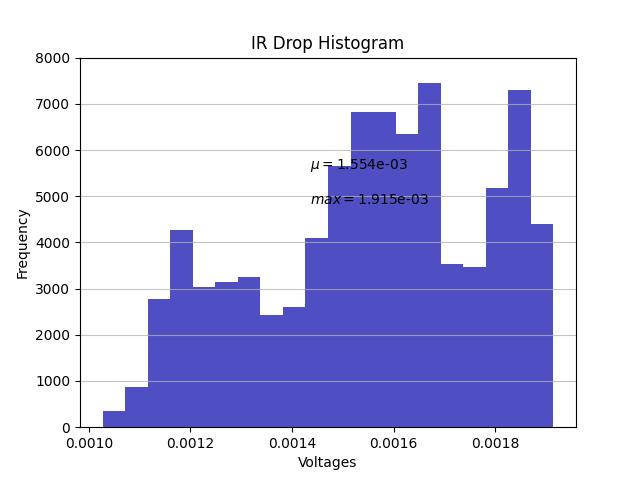 IR Drop Histogram
8000
7000
6000
5000
4000
3000
2000
1000
0
Frequency
μ = 1.554e-03
max = 1.915e-03
0.0010 0.0012 0.0014 0.0016 0.0018
Voltages